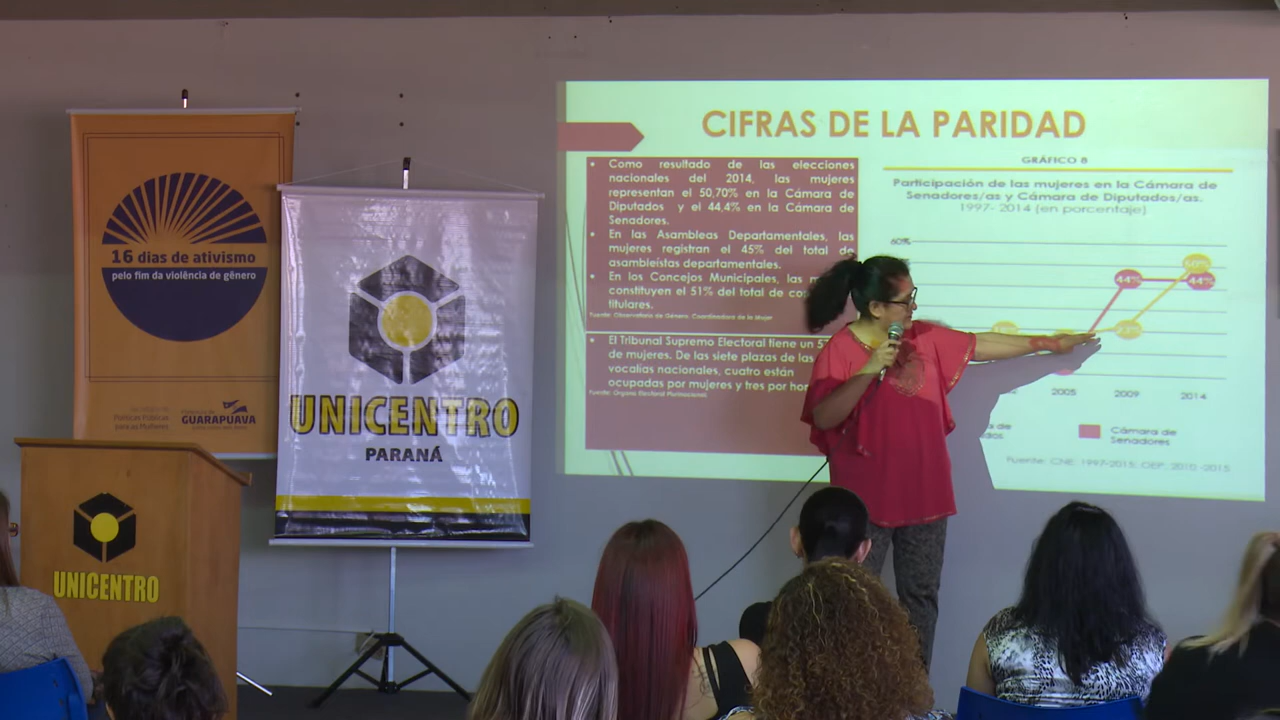 16 dias de ativismo
pelo fim da violência de gênero
Políticas Públicas
para as Mulheres
GUARAPUAVA
UNICENTRO
PARANÁ
UNICENTRO
CIFRAS DE LA PARIDAD
• Como resultado de las elecciones
nacionales del 2014, las mujeres
representan el 50,70% en la Cámara de
Diputados y el 44,4% en la Cámara de
Senadores.
• En las Asambleas Departamentales, las
mujeres registran el 45% del total de
asambleístas departamentales.
• En los Concejos Municipales, las
constituyen el 51% del total de
titulares.
Fuente: Observatorio de Género. Coordinadora de la Mujer
• El Tribunal Supremo Electoral tiene un
de mujeres. De las siete plazas de las
vocalías nacionales, cuatro están
ocupadas por mujeres y tres por
Fuente: Organo Electoral Plurinacional.
GRÁFICO 8
Participación de las mujeres en la Cámara de
Senadores/as y Cámara de Diputados/as.
1997- 2014 (en porcentaje)
60%
50%
44%
44%
2005
2009
2014
Cámara de
Senadores
Fuente: CNE, 1997-2015; OEP, 2010 -2015